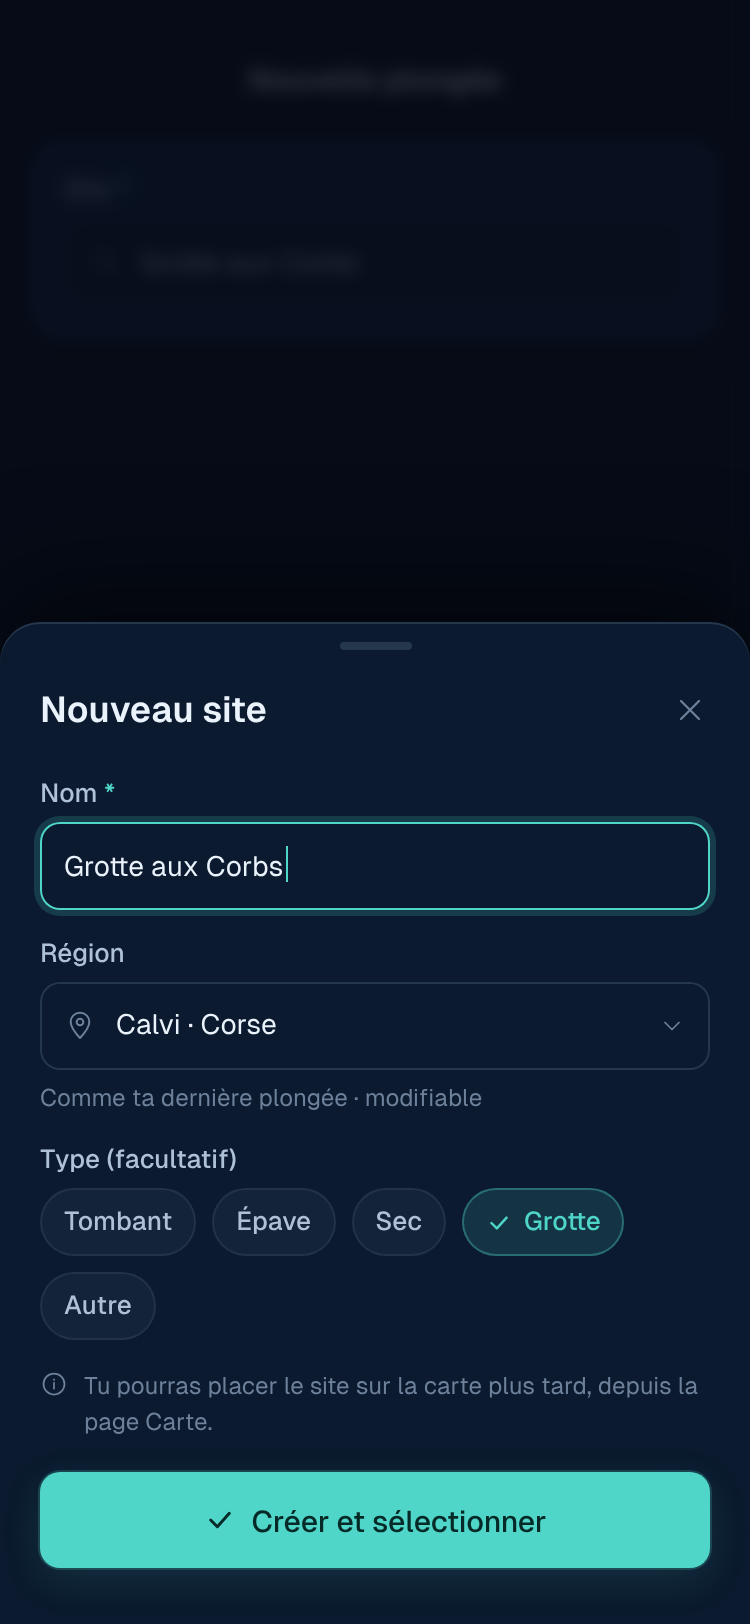 Nouvelle plongée
Nouveau site
Nom *
Grotte aux Corbs
Région
Calvi · Corse
Comme ta dernière plongée · modifiable
Type (facultatif)
Tombant
Épave
Sec
Grotte
Autre
Tu pourras placer le site sur la carte plus tard, depuis la
page Carte.
Créer et sélectionner